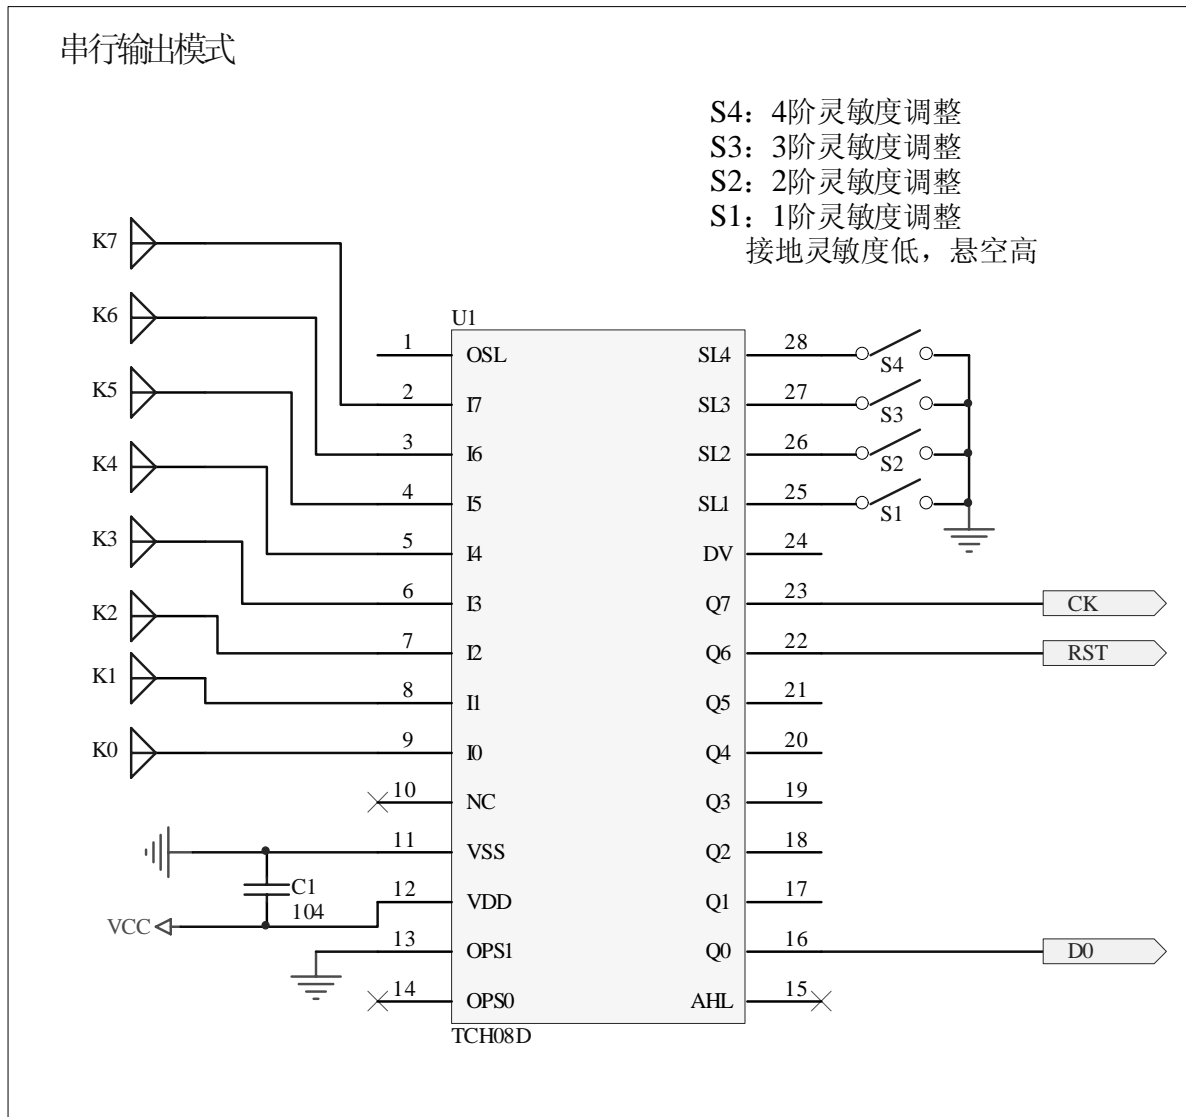 串行输出模式
S4：4阶灵敏度调整
S3：3阶灵敏度调整
S2：2阶灵敏度调整
S1：1阶灵敏度调整
接地灵敏度低，悬空高
U1
K7
K6
K5
K4
K3
K2
K1
K0
1 OSL
2 I7
3 I6
4 I5
5 I4
6 I3
7 I2
8 I1
9 I0
10 NC
11 VSS
12 VDD
13 OPS1
14 OPS0
C1
104
VCC
SL4 28 S4
SL3 27 S3
SL2 26 S2
SL1 25 S1
DV 24
Q7 23 CK
Q6 22 RST
Q5 21
Q4 20
Q3 19
Q2 18
Q1 17
Q0 16 D0
AHL 15
TCH08D